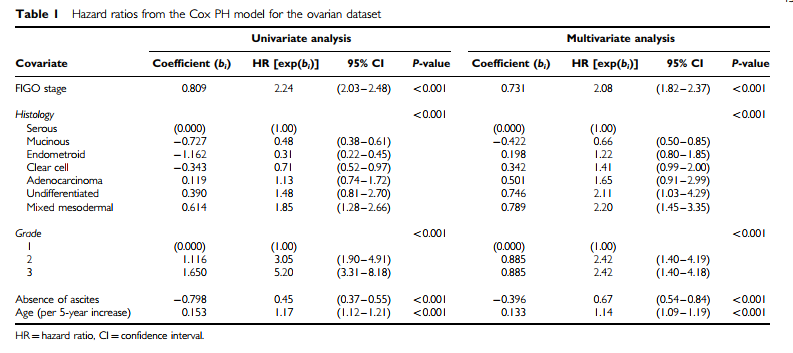 Table 1 Hazard ratios from the Cox PH model for the ovarian dataset
Univariate analysis Multivariate analysis
Covariate Coefficient (bi) HR [exp(bi)] 95% CI P-value Coefficient (bi) HR [exp(bi)] 95% CI P-value
FIGO stage 0.809 2.24 (2.03–2.48) <0.001 0.731 2.08 (1.82–2.37) <0.001
Histology <0.001 <0.001
Serous (0.000) (1.00) (0.000) (1.00)
Mucinous −0.727 0.48 (0.38–0.61) −0.422 0.66 (0.50–0.85)
Endometroid −1.162 0.31 (0.22–0.45) 0.198 1.22 (0.80–1.85)
Clear cell −0.343 0.71 (0.52–0.97) 0.342 1.41 (0.99–2.00)
Adenocarcinoma 0.119 1.13 (0.74–1.72) 0.501 1.65 (0.91–2.99)
Undifferentiated 0.390 1.48 (0.81–2.70) 0.746 2.11 (1.03–4.29)
Mixed mesodermal 0.614 1.85 (1.28–2.66) 0.789 2.20 (1.45–3.35)
Grade <0.001 <0.001
1 (0.000) (1.00) (0.000) (1.00)
2 1.116 3.05 (1.90–4.91) 0.885 2.42 (1.40–4.19)
3 1.650 5.20 (3.31–8.18) 0.885 2.42 (1.40–4.18)
Absence of ascites −0.798 0.45 (0.37–0.55) <0.001 −0.396 0.67 (0.54–0.84) <0.001
Age (per 5-year increase) 0.153 1.17 (1.12–1.21) <0.001 0.133 1.14 (1.09–1.19) <0.001
HR = hazard ratio, CI = confidence interval.